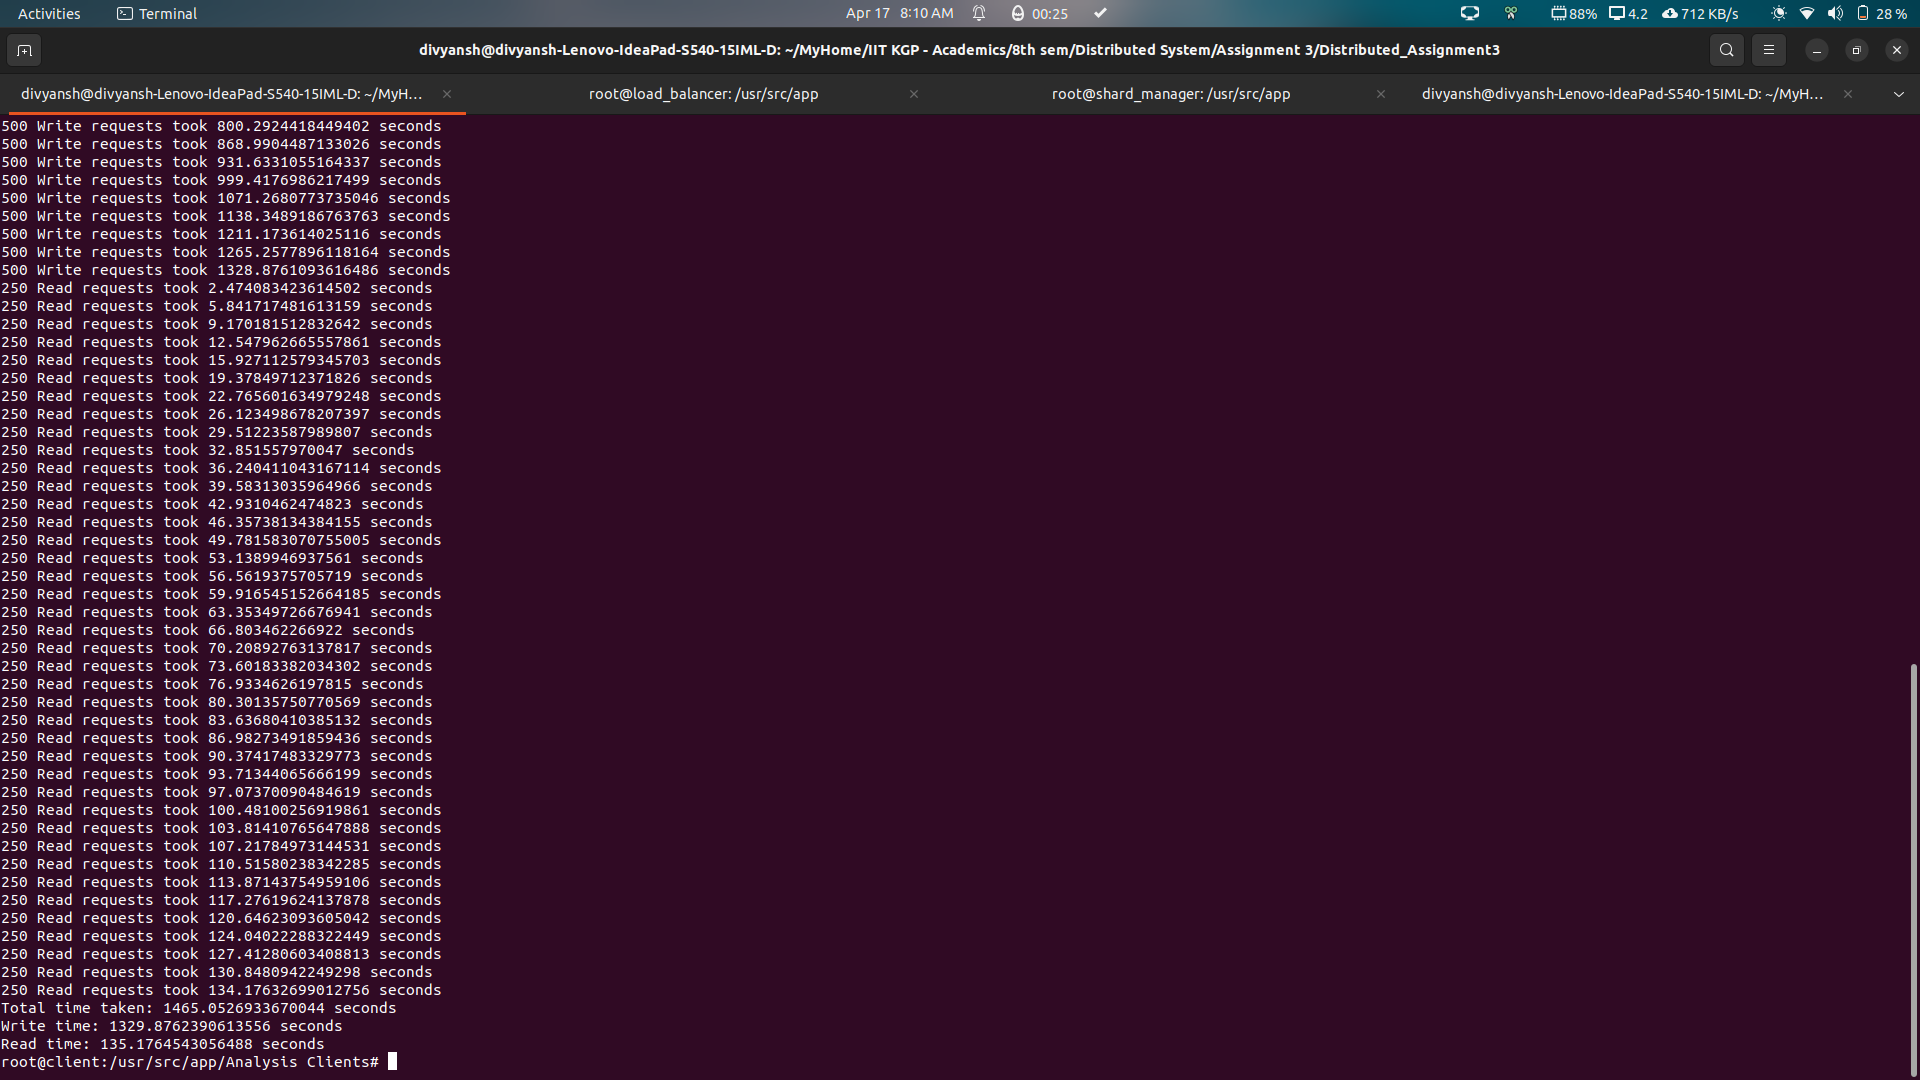 Activities Terminal Apr 17 8:10 AM 00:25 88% 4.2 712 KB/s 28 %
divyansh@divyansh-Lenovo-IdeaPad-S540-15IML-D: ~/MyHome/IIT KGP - Academics/8th sem/Distributed System/Assignment 3/Distributed_Assignment3
divyansh@divyansh-Lenovo-IdeaPad-S540-15IML-D: ~/MyH... root@load_balancer: /usr/src/app root@shard_manager: /usr/src/app divyansh@divyansh-Lenovo-IdeaPad-S540-15IML-D: ~/MyH...
500 Write requests took 800.2924418449402 seconds
500 Write requests took 868.9904487133026 seconds
500 Write requests took 931.6331055164337 seconds
500 Write requests took 999.4176986217499 seconds
500 Write requests took 1071.2680773735046 seconds
500 Write requests took 1138.3489186763763 seconds
500 Write requests took 1211.173614025116 seconds
500 Write requests took 1265.2577896118164 seconds
500 Write requests took 1328.8761093616486 seconds
250 Read requests took 2.474083423614502 seconds
250 Read requests took 5.841717481613159 seconds
250 Read requests took 9.170181512832642 seconds
250 Read requests took 12.547962665557861 seconds
250 Read requests took 15.927112579345703 seconds
250 Read requests took 19.37849712371826 seconds
250 Read requests took 22.765601634979248 seconds
250 Read requests took 26.123498678207397 seconds
250 Read requests took 29.51223587989807 seconds
250 Read requests took 32.851557970047 seconds
250 Read requests took 36.240411043167114 seconds
250 Read requests took 39.58313035964966 seconds
250 Read requests took 42.9310462474823 seconds
250 Read requests took 46.35738134384155 seconds
250 Read requests took 49.781583070755005 seconds
250 Read requests took 53.1389946937561 seconds
250 Read requests took 56.5619375705719 seconds
250 Read requests took 59.916545152664185 seconds
250 Read requests took 63.35349726676941 seconds
250 Read requests took 66.803462266922 seconds
250 Read requests took 70.20892763137817 seconds
250 Read requests took 73.60183382034302 seconds
250 Read requests took 76.9334626197815 seconds
250 Read requests took 80.30135750770569 seconds
250 Read requests took 83.63680410385132 seconds
250 Read requests took 86.98273491859436 seconds
250 Read requests took 90.37417483329773 seconds
250 Read requests took 93.71344065666199 seconds
250 Read requests took 97.07370090484619 seconds
250 Read requests took 100.48100256919861 seconds
250 Read requests took 103.81410765647888 seconds
250 Read requests took 107.21784973144531 seconds
250 Read requests took 110.51580238342285 seconds
250 Read requests took 113.87143754959106 seconds
250 Read requests took 117.27619624137878 seconds
250 Read requests took 120.64623093605042 seconds
250 Read requests took 124.04022288322449 seconds
250 Read requests took 127.41280603408813 seconds
250 Read requests took 130.8480942249298 seconds
250 Read requests took 134.17632699012756 seconds
Total time taken: 1465.0526933670044 seconds
Write time: 1329.8762390613556 seconds
Read time: 135.1764543056488 seconds
root@client:/usr/src/app/Analysis Clients#